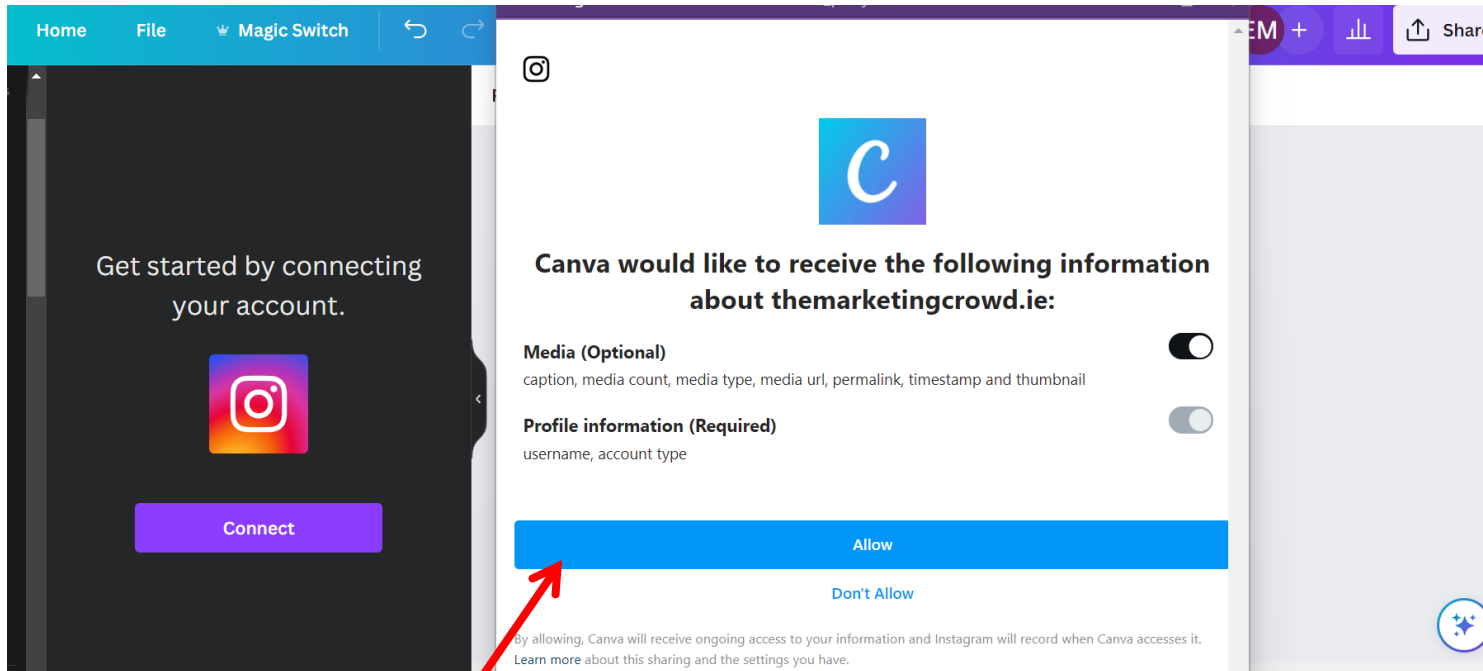 Home File Magic Switch
EM + Share
Get started by connecting
your account.
Connect
C
Canva would like to receive the following information
about themarketingcrowd.ie:
Media (Optional)
caption, media count, media type, media url, permalink, timestamp and thumbnail
Profile information (Required)
username, account type
Allow
Don't Allow
By allowing, Canva will receive ongoing access to your information and Instagram will record when Canva accesses it.
Learn more about this sharing and the settings you have.